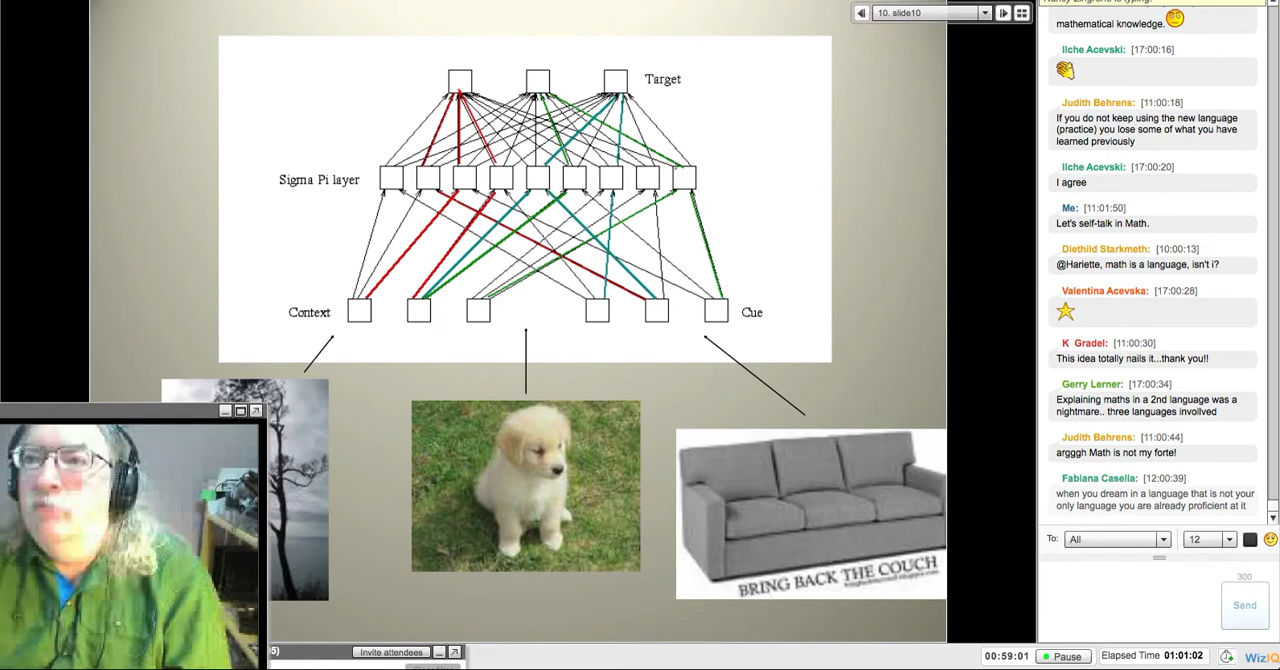 10. slide10
Target
Sigma Pi layer
Context
Cue
BRING BACK THE COUCH
Invite attendees
mathematical knowledge.
Ilche Acevski: [17:00:16]
Judith Behrens: [11:00:18]
If you do not keep using the new language
(practice) you lose some of what you have
learned previously
Ilche Acevski: [17:00:20]
I agree
Me: [11:01:50]
Let's self-talk in Math.
Diethild Starkmeth: [10:00:13]
@Hariette, math is a language, isn't i?
Valentina Acevska: [17:00:28]
K Gradel: [11:00:30]
This idea totally nails it...thank you!!
Gerry Lerner: [17:00:34]
Explaining maths in a 2nd language was a
nightmare.. three languages invollved
Judith Behrens: [11:00:44]
argggh Math is not my forte!
Fabiana Casella: [12:00:39]
when you dream in a language that is not your
only language you are already proficient at it
To: All 12
300
Send
00:59:01 Pause Elapsed Time 01:01:02 WizIQ